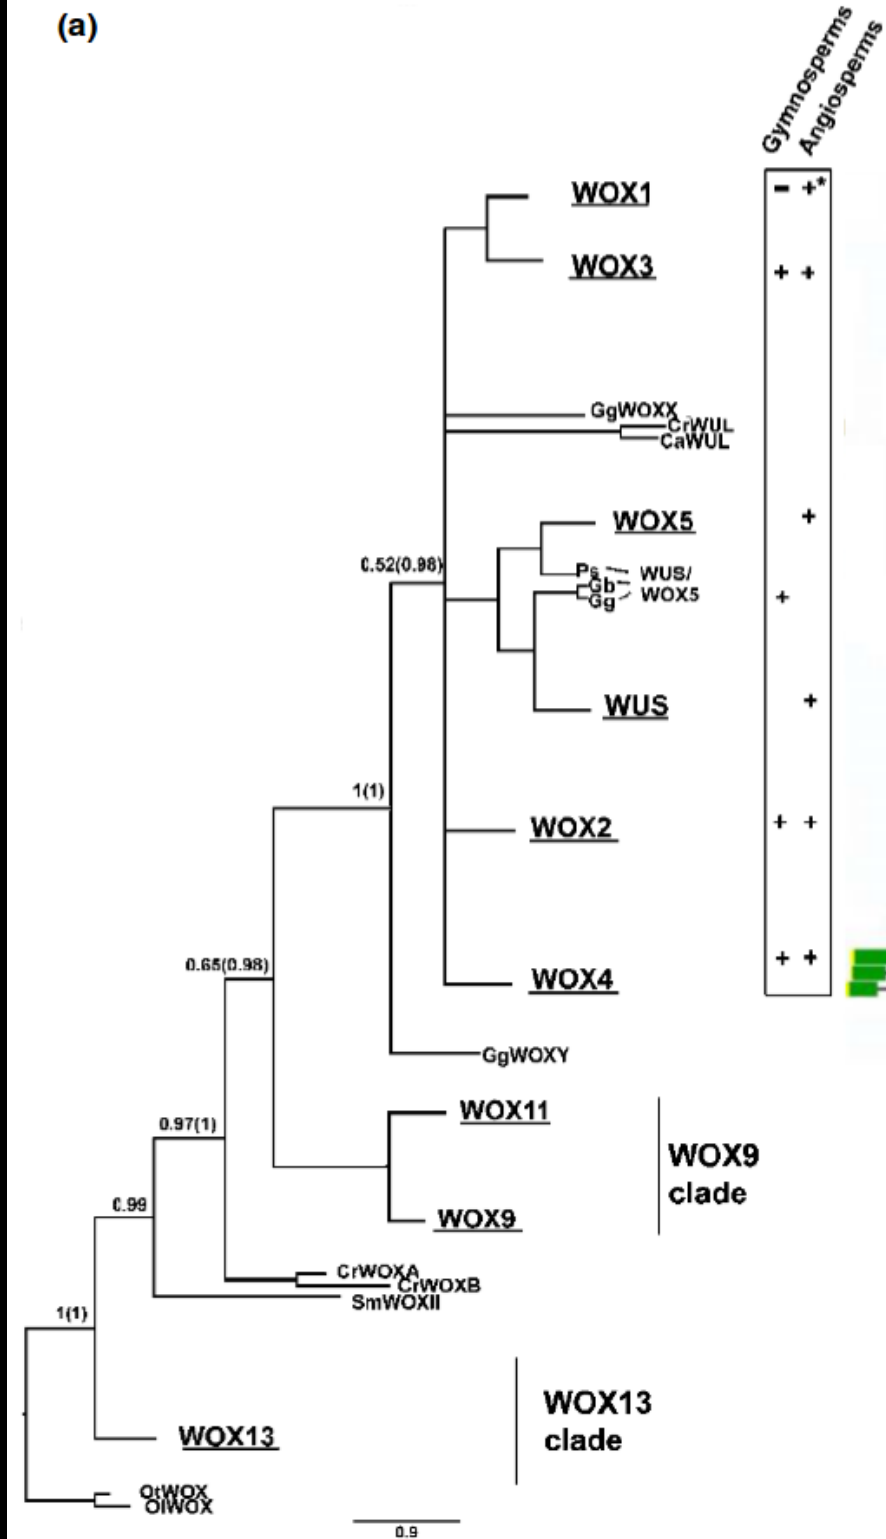 (a)
Gymnosperms
Angiosperms
WOX1 - +*
WOX3 + +
GgWOXX
CrWUL
CaWUL
WOX5 +
0.52(0.98)
WUS/
Gb
WOX5
Gg +
WUS +
1(1)
WOX2 + +
0.65(0.98)
WOX4 + +
GgWOXY
WOX11
0.97(1)
WOX9
clade
0.99
WOX9
CrWOXA
CrWOXB
SmWOXII
1(1)
WOX13
clade
WOX13
OtWOX
OlWOX
0.9